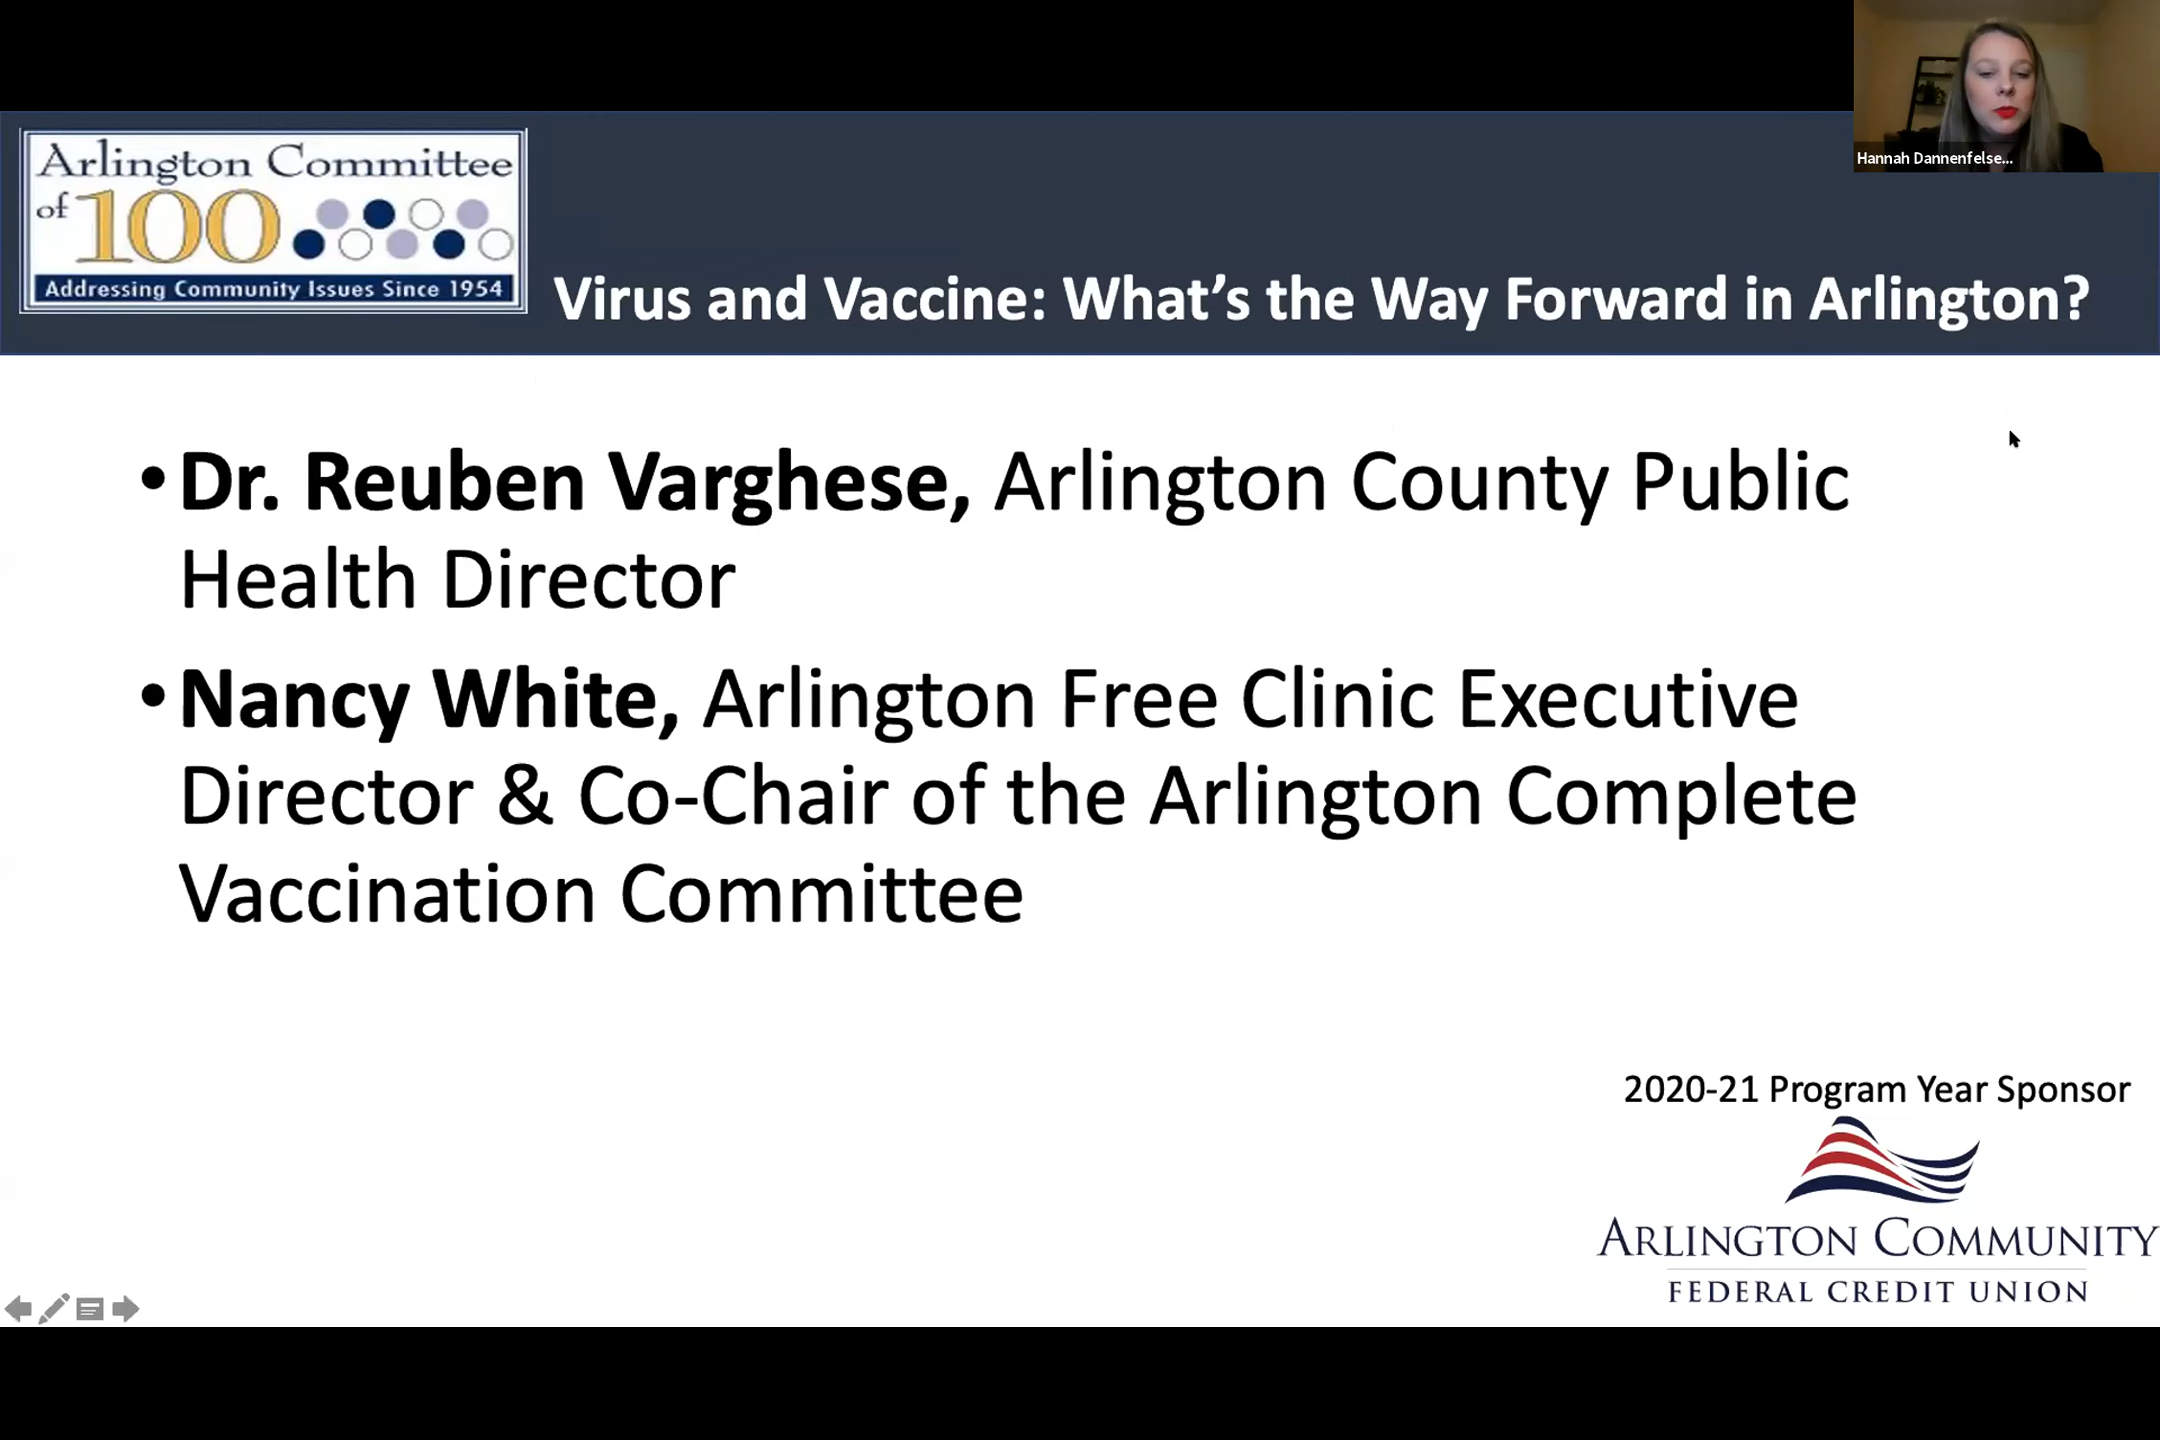 Hannah Dannenfelse...
Arlington Committee
of 100
Addressing Community Issues Since 1954
Virus and Vaccine: What's the Way Forward in Arlington?
•Dr. Reuben Varghese, Arlington County Public
Health Director
•Nancy White, Arlington Free Clinic Executive
Director & Co-Chair of the Arlington Complete
Vaccination Committee
2020-21 Program Year Sponsor
ARLINGTON COMMUNITY
FEDERAL CREDIT UNION